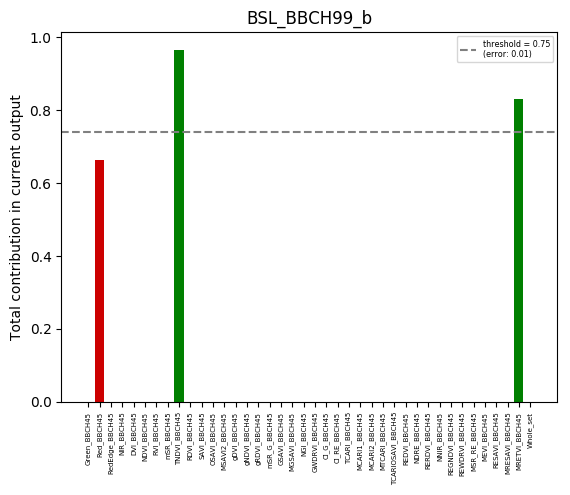 BSL_BBCH99_b
threshold = 0.75
(error: 0.01)
Total contribution in current output
1.0
0.8
0.6
0.4
0.2
0.0
Green_BBCH45
Red_BBCH45
RedEdge_BBCH45
NIR_BBCH45
DVI_BBCH45
NDVI_BBCH45
RVI_BBCH45
mSR_BBCH45
TNDVI_BBCH45
RDVI_BBCH45
SAVI_BBCH45
OSAVI_BBCH45
MSAVI2_BBCH45
gDVI_BBCH45
gNDVI_BBCH45
gRDVI_BBCH45
mSR_G_BBCH45
GSAVI_BBCH45
MGSAVI_BBCH45
NGI_BBCH45
GWDRVI_BBCH45
CI_G_BBCH45
CI_RE_BBCH45
TCARI_BBCH45
MCARI1_BBCH45
MCARI2_BBCH45
MTCARI_BBCH45
TCARIOSAVI_BBCH45
REDVI_BBCH45
NDRE_BBCH45
RERDVI_BBCH45
NNIR_BBCH45
REGNDVI_BBCH45
REWDRVI_BBCH45
MSR_RE_BBCH45
MEVI_BBCH45
RESAVI_BBCH45
MRESAVI_BBCH45
MRETVI_BBCH45
Whole_set